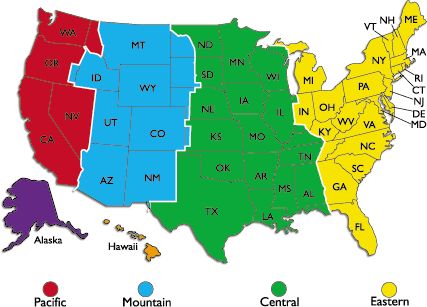 WA
OR
CA
NV
ID
MT
WY
UT
CO
AZ
NM
ND
SD
NE
KS
OK
TX
MN
IA
MO
AR
LA
WI
IL
TN
MS
AL
MI
IN
OH
KY
WV
VA
NC
SC
GA
FL
PA
NY
VT
NH
ME
MA
RI
CT
NJ
DE
MD
Alaska
Hawaii
Pacific
Mountain
Central
Eastern